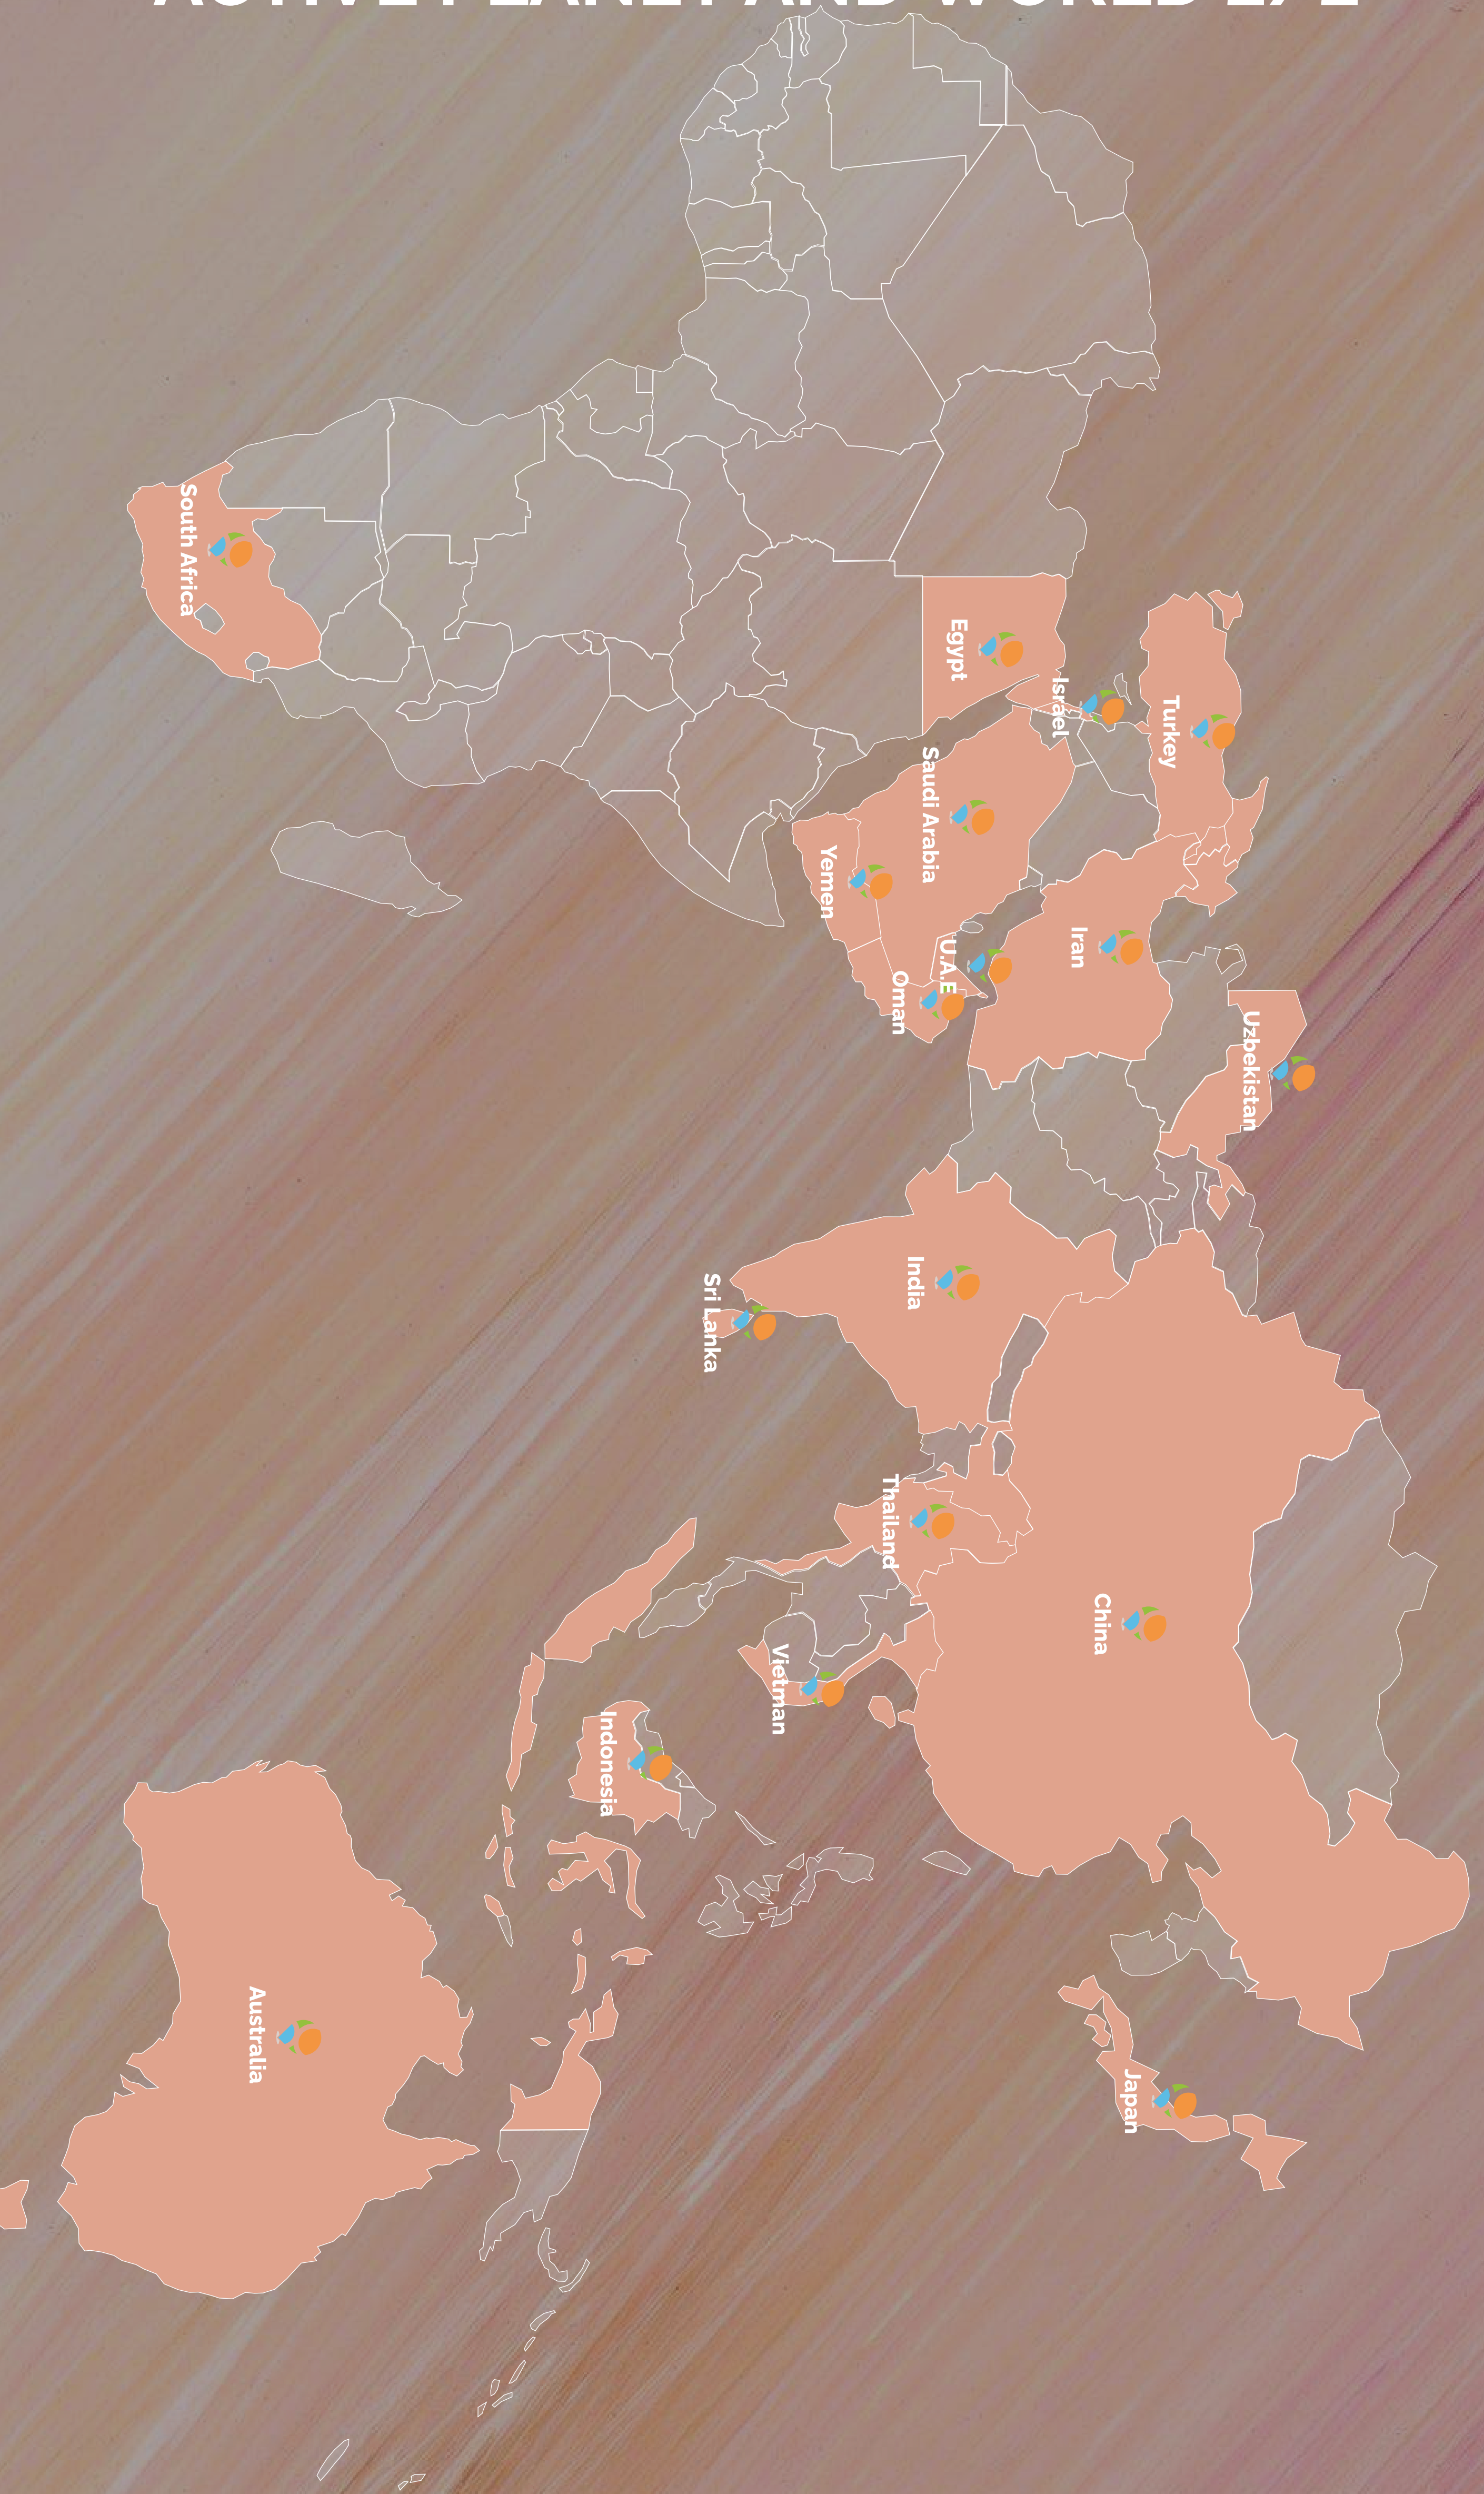 Uzbekistan
Turkey
Japan
China
Iran
Israel
Egypt
U.A.E
Saudi Arabia
India
Oman
Thailand
Yemen
Vietman
Sri Lanka
Indonesia
Australia
South Africa